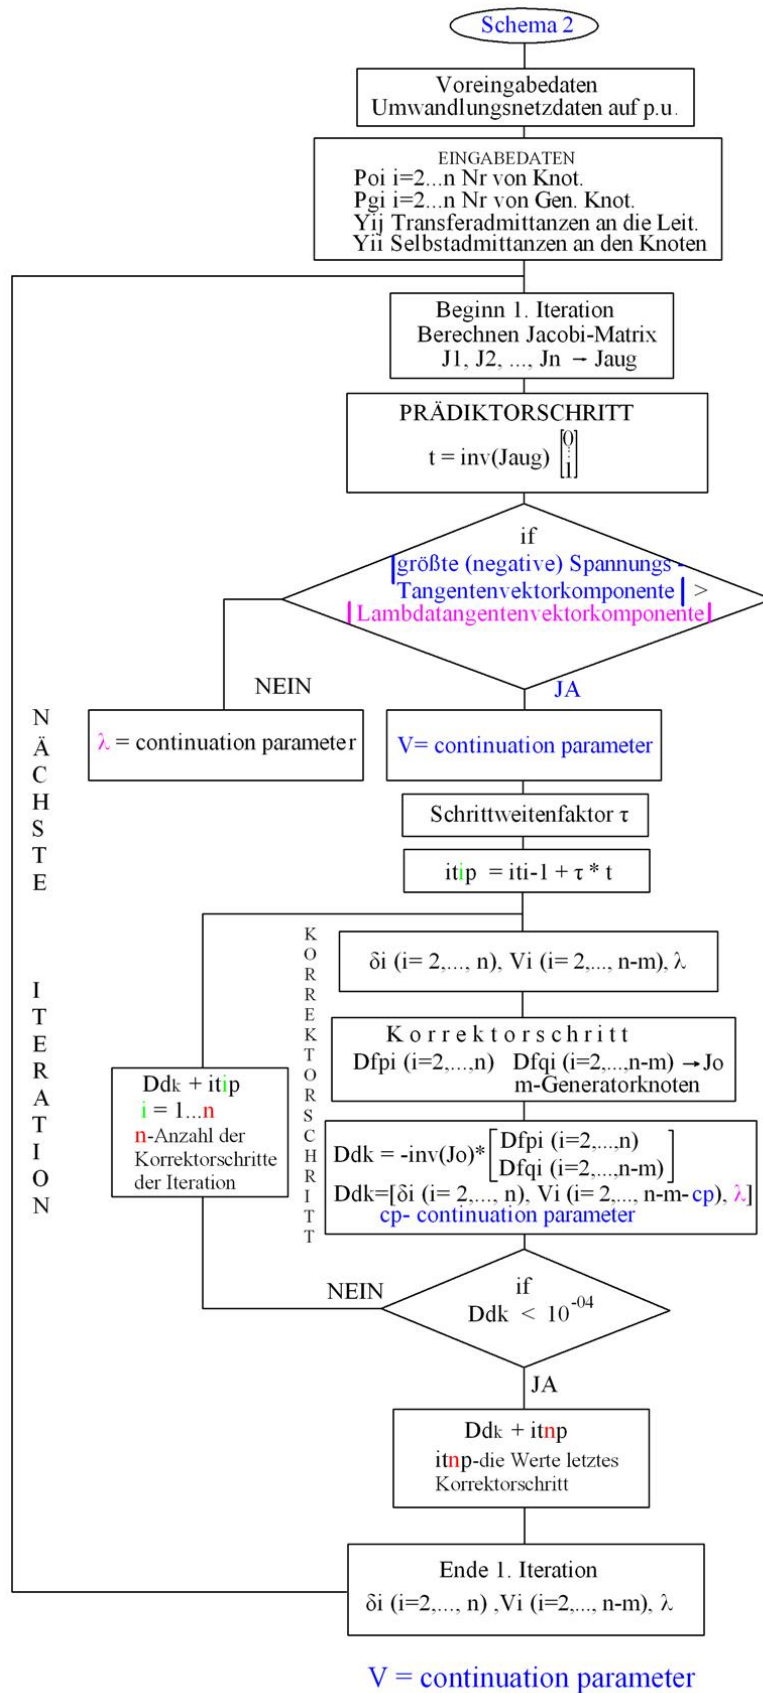 Schema 2
Voreingabedaten
Umwandlungsnetzdaten auf p.u.
EINGABEDATEN
Poi i=2...n Nr von Knot.
Pgi i=2...n Nr von Gen. Knot.
Yij Transferadmittanzen an die Leit.
Yii Selbstadmittanzen an den Knoten
Beginn 1. Iteration
Berechnen Jacobi-Matrix
J1, J2, ..., Jn → Jaug
PRÄDIKTORSCHRITT
t = inv(Jaug) [0 ⋮ 1]
if
|größte (negative) Spannungs -
Tangentenvektorkomponente| >
|Lambdatangentenvektorkomponente|
NEIN
JA
λ = continuation parameter
V= continuation parameter
Schrittweitenfaktor τ
itip = iti-1 + τ * t
NÄCHSTE ITERATION
KORREKTORSCHRITT
δi (i= 2,..., n), Vi (i= 2,..., n-m), λ
Korrektorschritt
Dfpi (i=2,...,n) Dfqi (i=2,...,n-m) →Jo
m-Generatorknoten
Ddk + itip
i = 1...n
n-Anzahl der
Korrektorschritte
der Iteration
Ddk = -inv(Jo)* [Dfpi (i=2,...,n)
Dfqi (i=2,...,n-m)]
Ddk=[δi (i= 2,..., n), Vi (i= 2,..., n-m-cp), λ]
cp- continuation parameter
NEIN
if
Ddk < 10^-04
JA
Ddk + itnp
itnp-die Werte letztes
Korrektorschritt
Ende 1. Iteration
δi (i=2,..., n) ,Vi (i=2,..., n-m), λ
V = continuation parameter